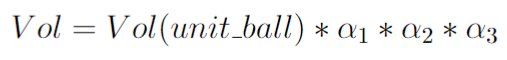 Vol = Vol(unit_ball) * α₁ * α₂ * α₃